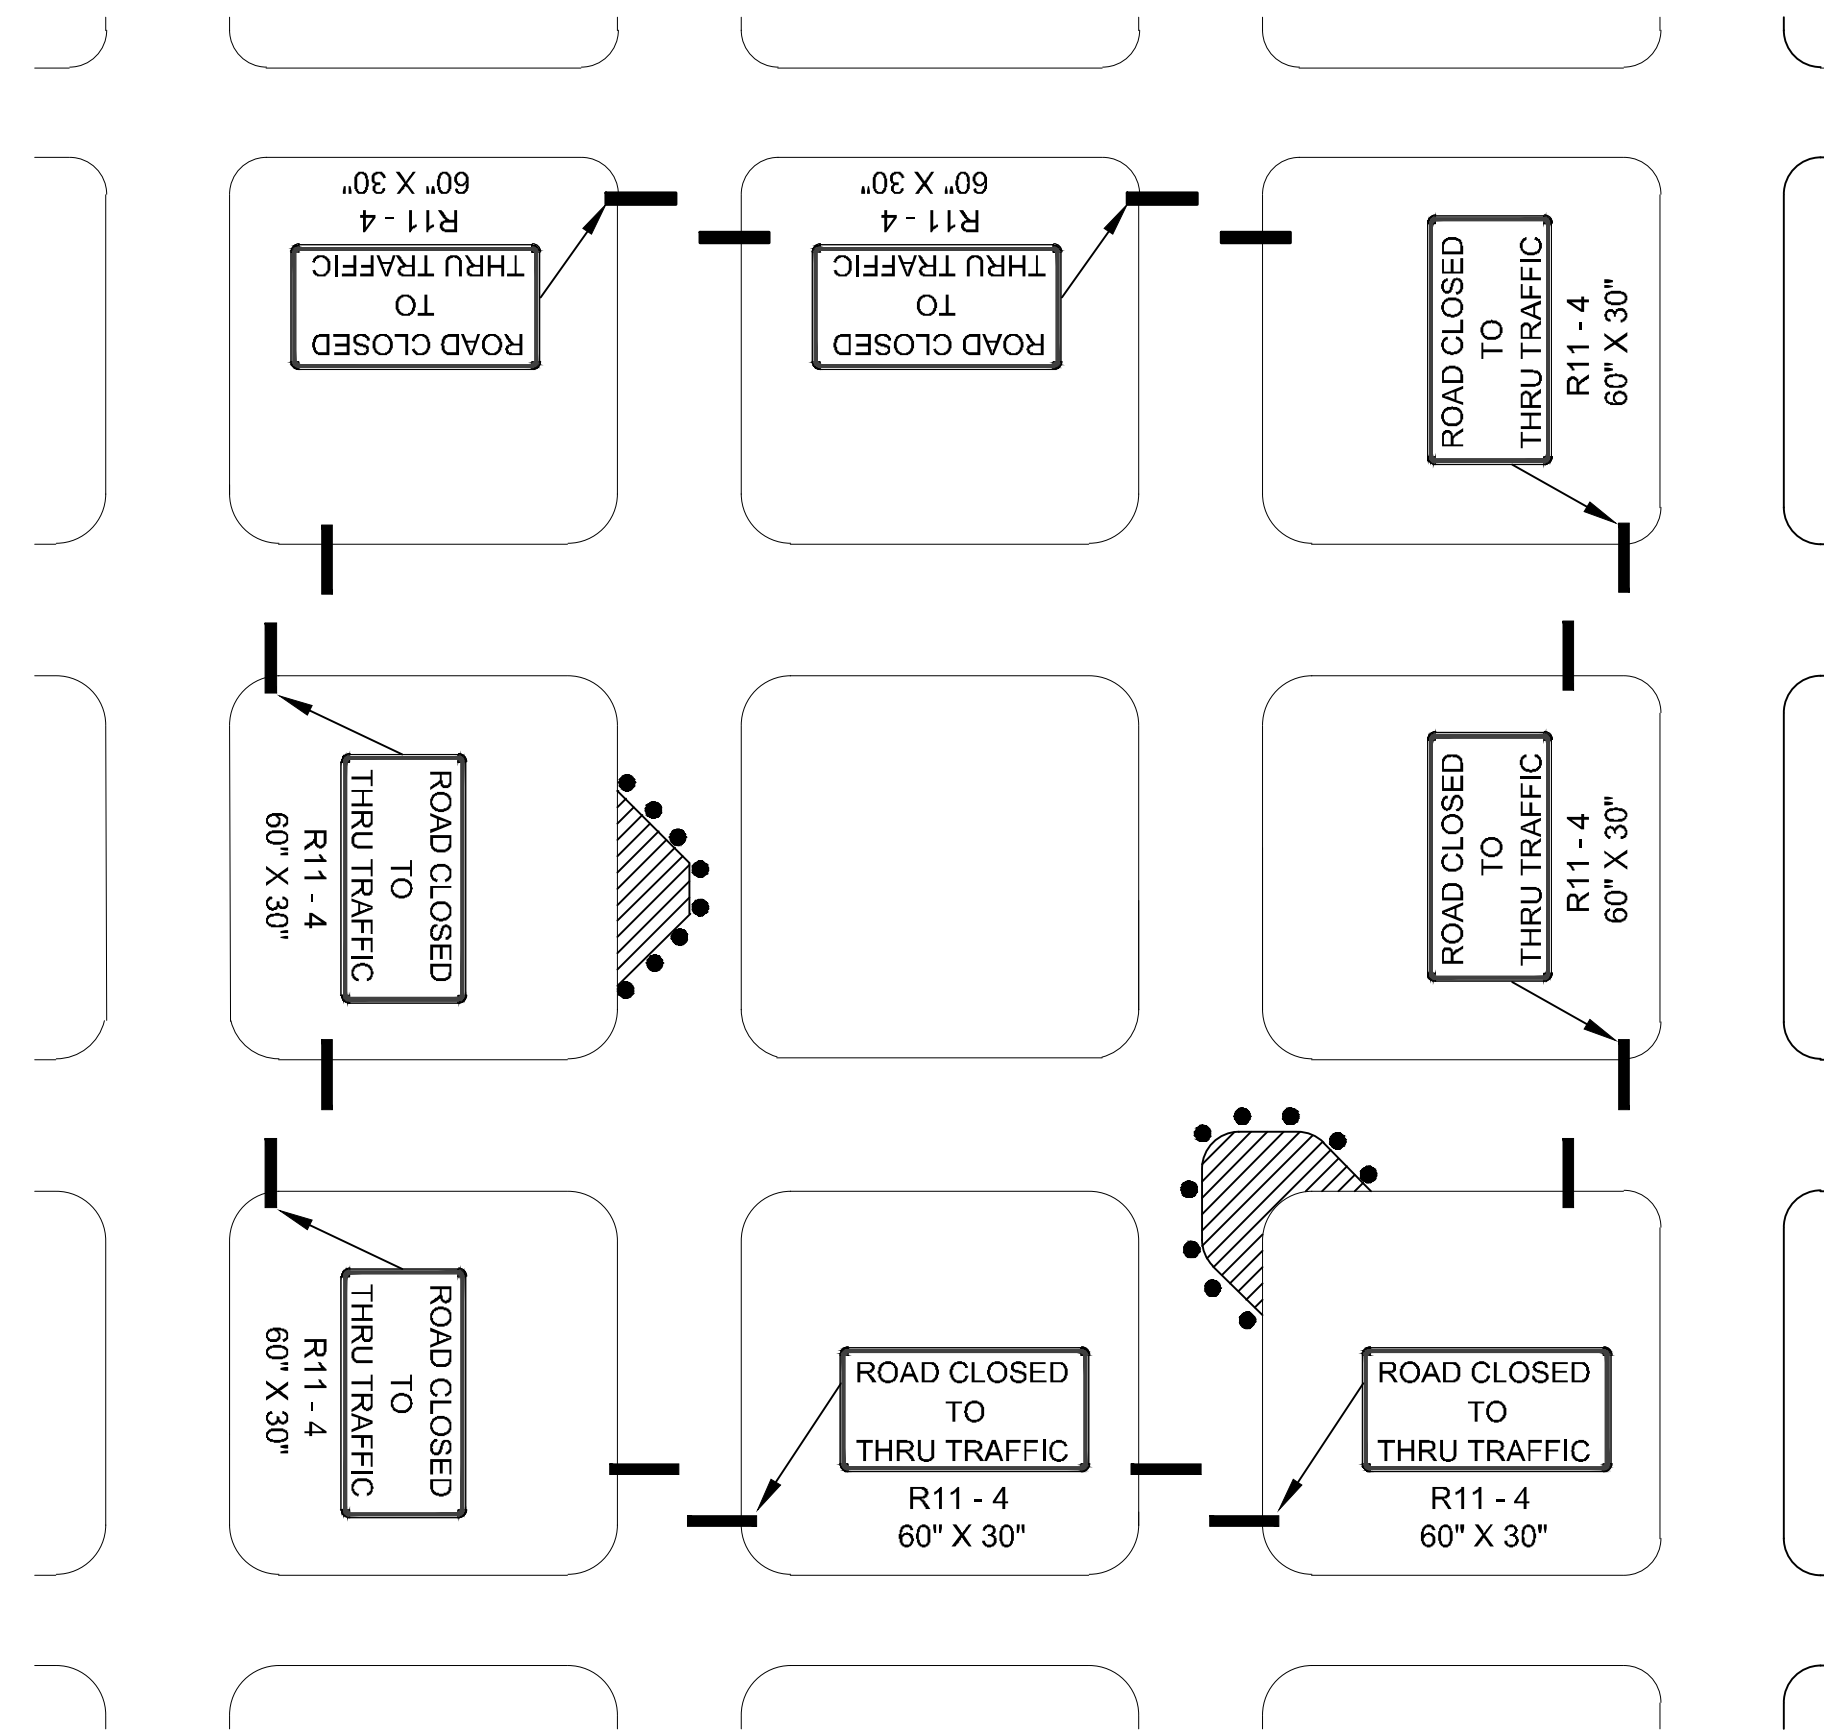 60" X 30"
R11 - 4
ROAD CLOSED
TO
THRU TRAFFIC
60" X 30"
R11 - 4
ROAD CLOSED
TO
THRU TRAFFIC
ROAD CLOSED
TO
THRU TRAFFIC
R11 - 4
60" X 30"
ROAD CLOSED
TO
THRU TRAFFIC
R11 - 4
60" X 30"
ROAD CLOSED
TO
THRU TRAFFIC
R11 - 4
60" X 30"
ROAD CLOSED
TO
THRU TRAFFIC
R11 - 4
60" X 30"
ROAD CLOSED
TO
THRU TRAFFIC
R11 - 4
60" X 30"
ROAD CLOSED
TO
THRU TRAFFIC
R11 - 4
60" X 30"